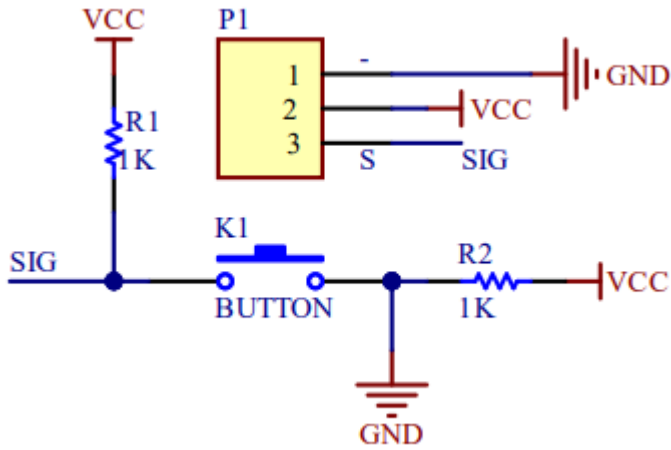 VCC
P1
1
-
GND
2
VCC
3
S
SIG
R1
1K
SIG
K1
BUTTON
R2
1K
VCC
GND